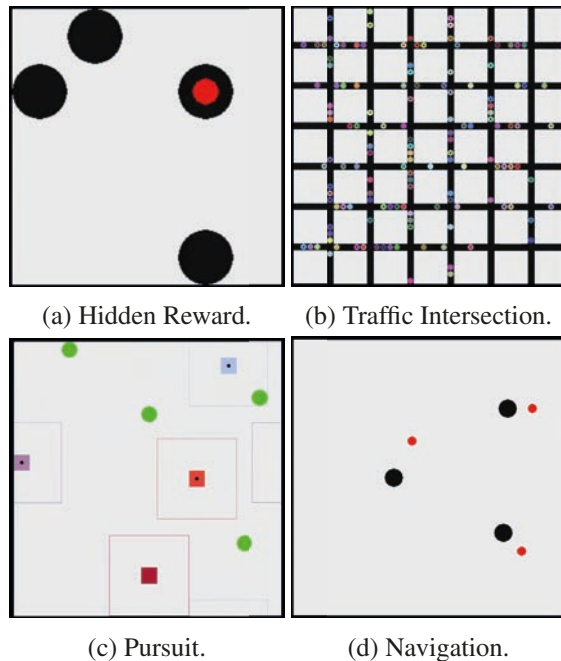 (a) Hidden Reward.
(b) Traffic Intersection.
(c) Pursuit.
(d) Navigation.